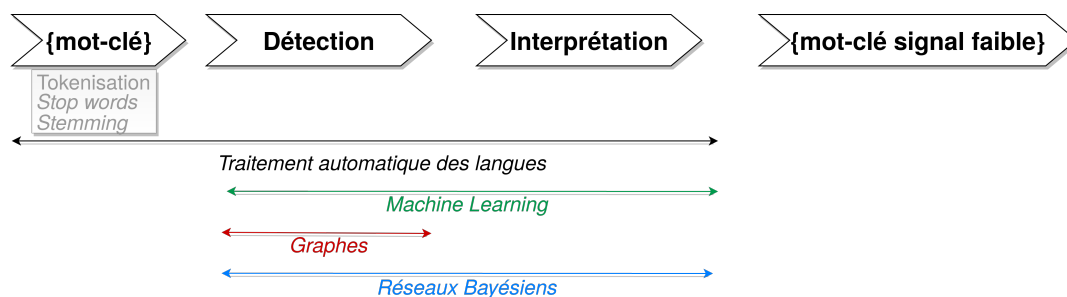 {mot-clé}
Détection
Interprétation
{mot-clé signal faible}
Tokenisation
Stop words
Stemming
Traitement automatique des langues
Machine Learning
Graphes
Réseaux Bayésiens